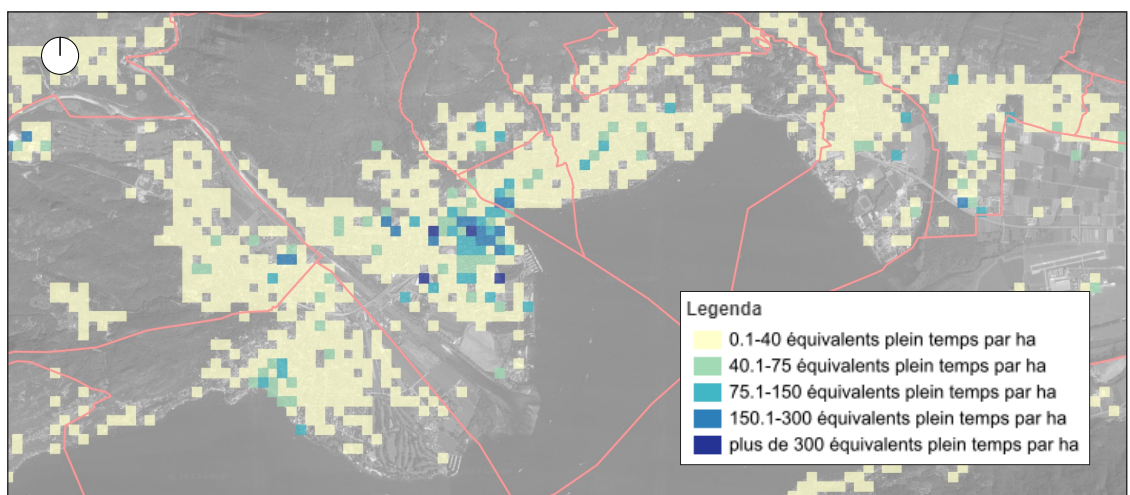 Legenda
0.1-40 équivalents plein temps par ha
40.1-75 équivalents plein temps par ha
75.1-150 équivalents plein temps par ha
150.1-300 équivalents plein temps par ha
plus de 300 équivalents plein temps par ha